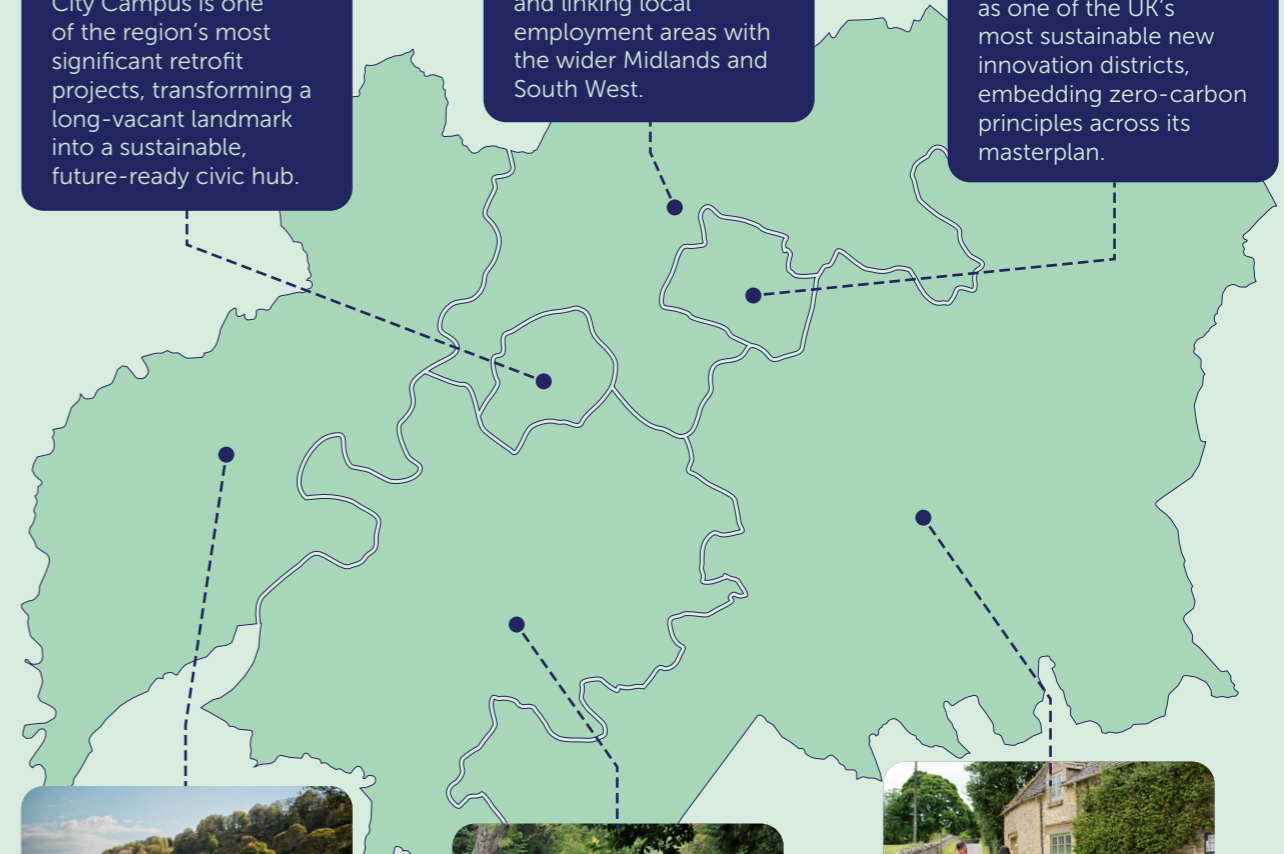 City Campus is one
of the region’s most
significant retrofit
projects, transforming a
long-vacant landmark
into a sustainable,
future-ready civic hub.
and linking local
employment areas with
the wider Midlands and
South West.
as one of the UK’s
most sustainable new
innovation districts,
embedding zero-carbon
principles across its
masterplan.